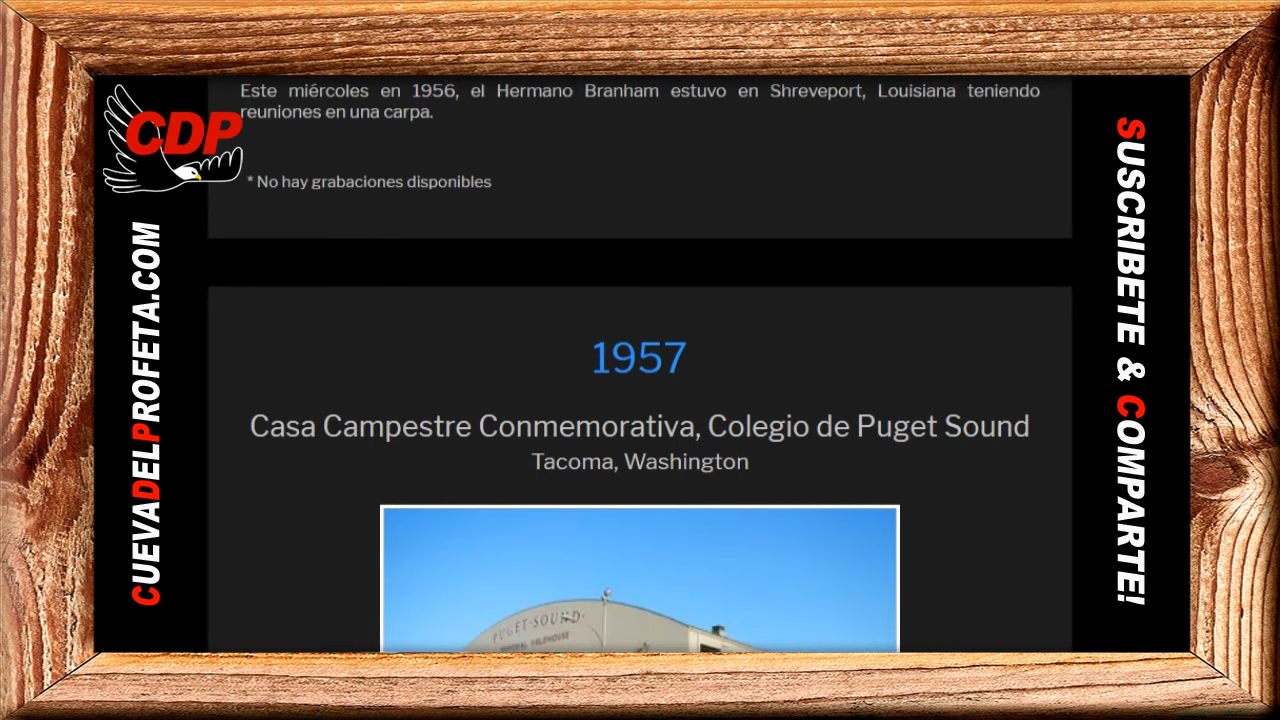 Este miércoles en 1956, el Hermano Branham estuvo en Shreveport, Louisiana teniendo
reuniones en una carpa.
CDP
* No hay grabaciones disponibles
CUEVADELPROFETA.COM
SUSCRIBETE & COMPARTE!
1957
Casa Campestre Conmemorativa, Colegio de Puget Sound
Tacoma, Washington
PUGET·SOUND·
FIELDHOUSE